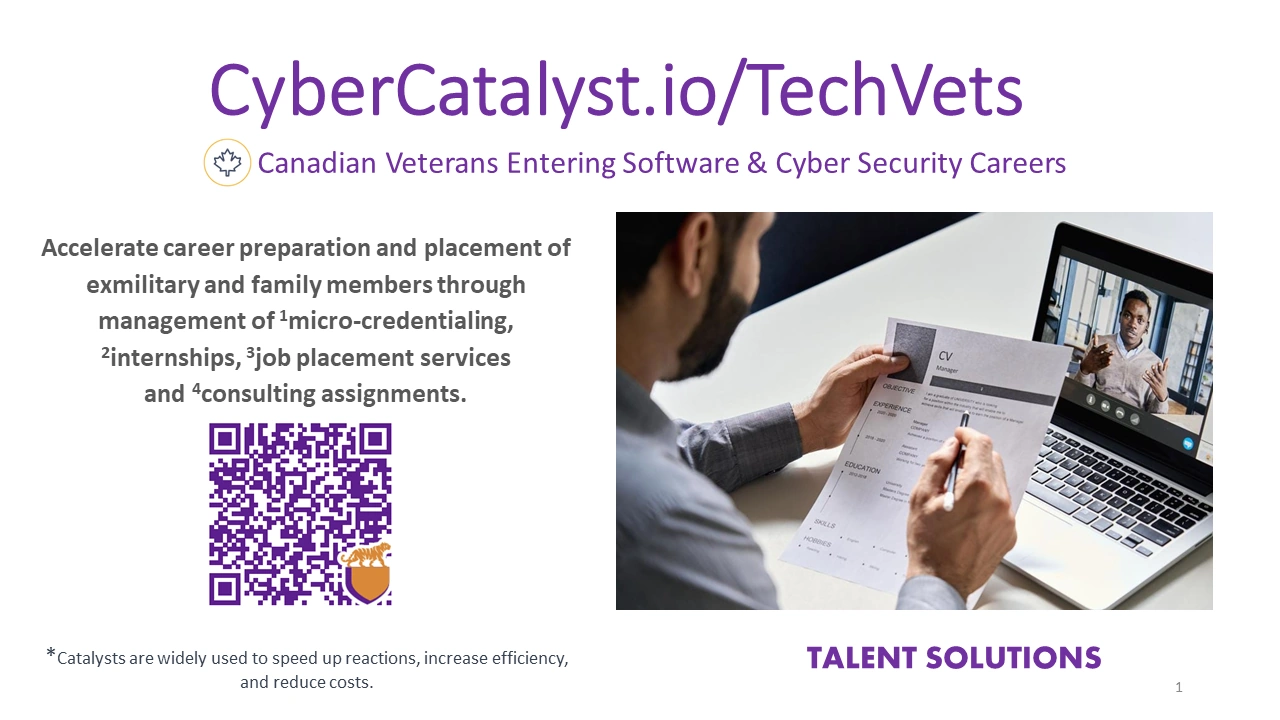 CyberCatalyst.io/TechVets
Canadian Veterans Entering Software & Cyber Security Careers
Accelerate career preparation and placement of
exmilitary and family members through
management of ¹micro-credentialing,
²internships, ³job placement services
and ⁴consulting assignments.
*Catalysts are widely used to speed up reactions, increase efficiency,
and reduce costs.
CV
Manager
OBJECTIVE
EXPERIENCE
EDUCATION
SKILLS
HOBBIES
TALENT SOLUTIONS
1